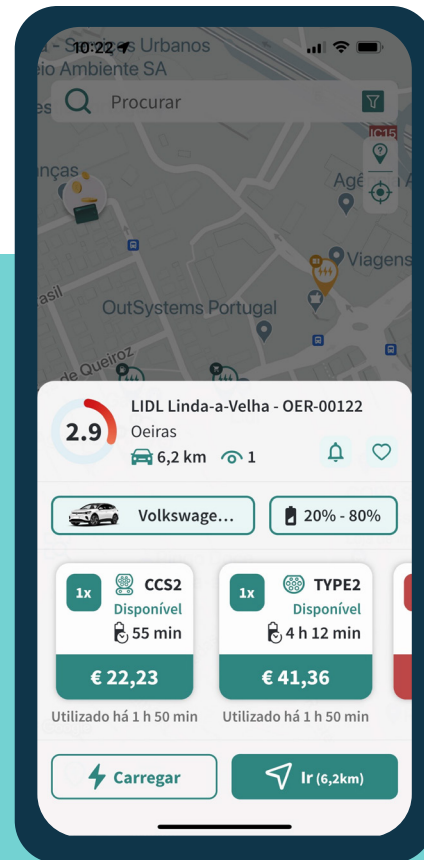 a - Serviços Urbanos
10:22
eio Ambiente SA
es
Procurar
IC15
nças
Agê
A
Viagens
asil
OutSystems Portugal
de Queiroz
LIDL Linda-a-Velha - OER-00122
2.9
Oeiras
6,2 km 1
Volkswage...
20% - 80%
1x CCS2
Disponível
55 min
€ 22,23
Utilizado há 1 h 50 min
1x TYPE2
Disponível
4 h 12 min
€ 41,36
Utilizado há 1 h 50 min
Carregar
Ir (6,2km)